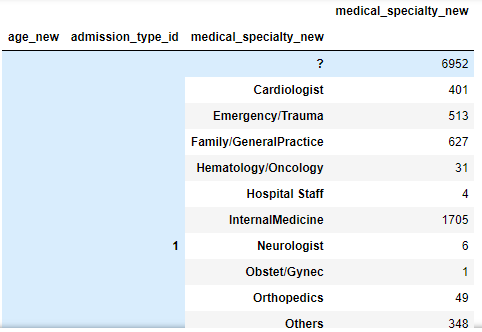 medical_specialty_new
age_new admission_type_id medical_specialty_new
? 6952
Cardiologist 401
Emergency/Trauma 513
Family/GeneralPractice 627
Hematology/Oncology 31
Hospital Staff 4
InternalMedicine 1705
1 Neurologist 6
Obstet/Gynec 1
Orthopedics 49
Others 348